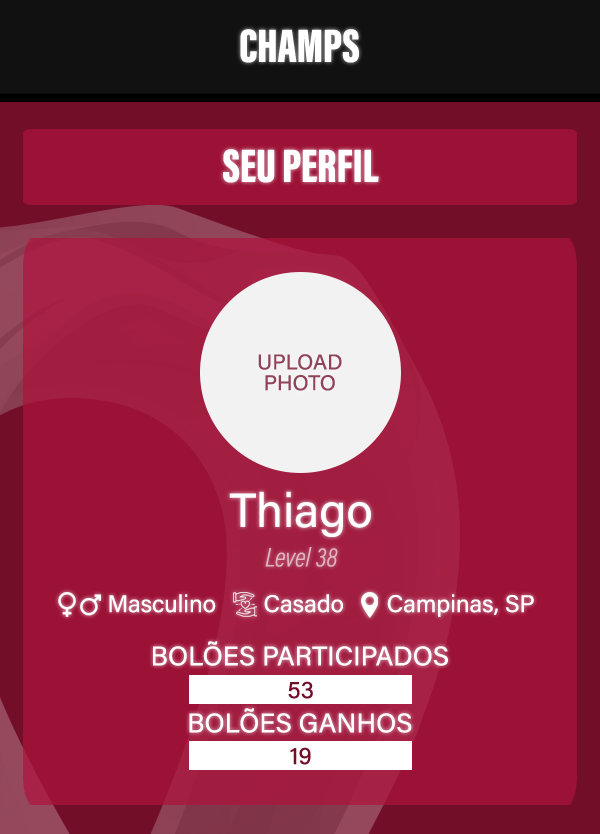 CHAMPS
SEU PERFIL
UPLOAD
PHOTO
Thiago
Level 38
Masculino Casado Campinas, SP
BOLÕES PARTICIPADOS
53
BOLÕES GANHOS
19